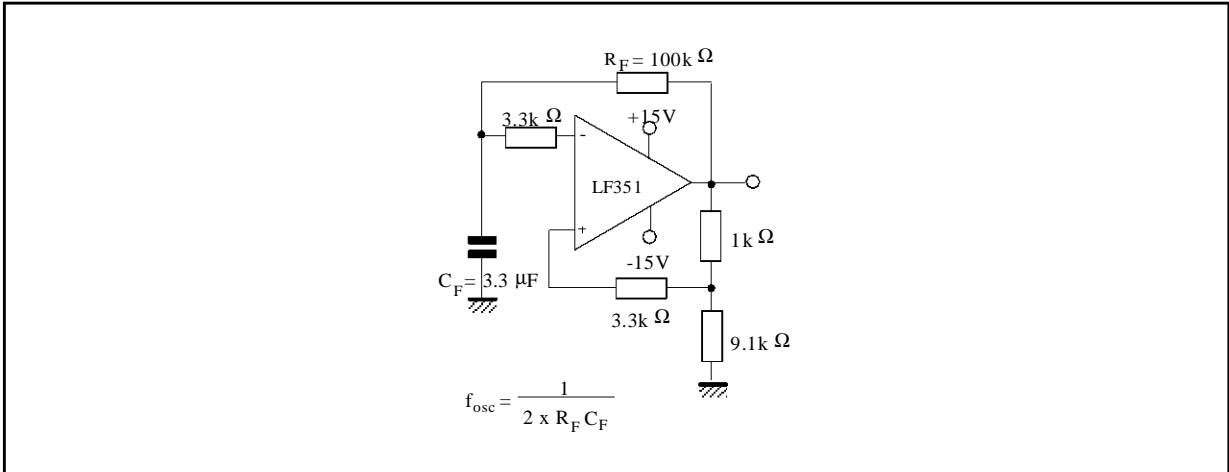 R_F = 100k Ω
3.3k Ω
+15V
-
LF351
+
1k Ω
-15V
C_F = 3.3 µF
3.3k Ω
9.1k Ω
f_osc = 1 / 2 x R_F C_F